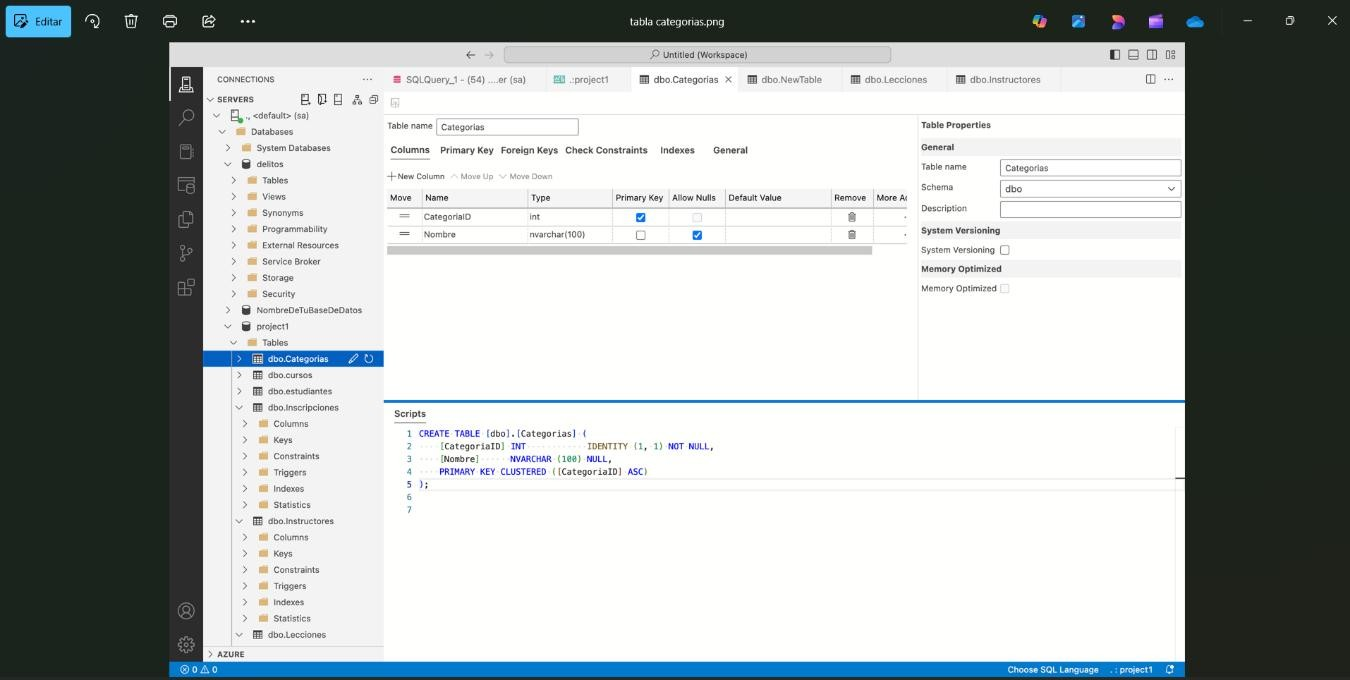 Editar
tabla categorias.png
Untitled (Workspace)
CONNECTIONS
SQLQuery_1 - (54) ....er (sa)
.:project1
dbo.Categorias
dbo.NewTable
dbo.Lecciones
dbo.Instructores
SERVERS
., <default> (sa)
Databases
System Databases
delitos
Tables
Views
Synonyms
Programmability
External Resources
Service Broker
Storage
Security
NombreDeTuBaseDeDatos
project1
Tables
dbo.Categorias
dbo.cursos
dbo.estudiantes
dbo.Inscripciones
Columns
Keys
Constraints
Triggers
Indexes
Statistics
dbo.Instructores
Columns
Keys
Constraints
Triggers
Indexes
Statistics
dbo.Lecciones
AZURE
Table name Categorias
Columns Primary Key Foreign Keys Check Constraints Indexes General
New Column Move Up Move Down
Move Name Type Primary Key Allow Nulls Default Value Remove More Ac
CategoriaID int
Nombre nvarchar(100)
Table Properties
General
Table name Categorias
Schema dbo
Description
System Versioning
System Versioning
Memory Optimized
Memory Optimized
Scripts
1 CREATE TABLE [dbo].[Categorias] (
2 [CategoriaID] INT IDENTITY (1, 1) NOT NULL,
3 [Nombre] NVARCHAR (100) NULL,
4 PRIMARY KEY CLUSTERED ([CategoriaID] ASC)
5 );
6
7
0 0
Choose SQL Language
. : project1